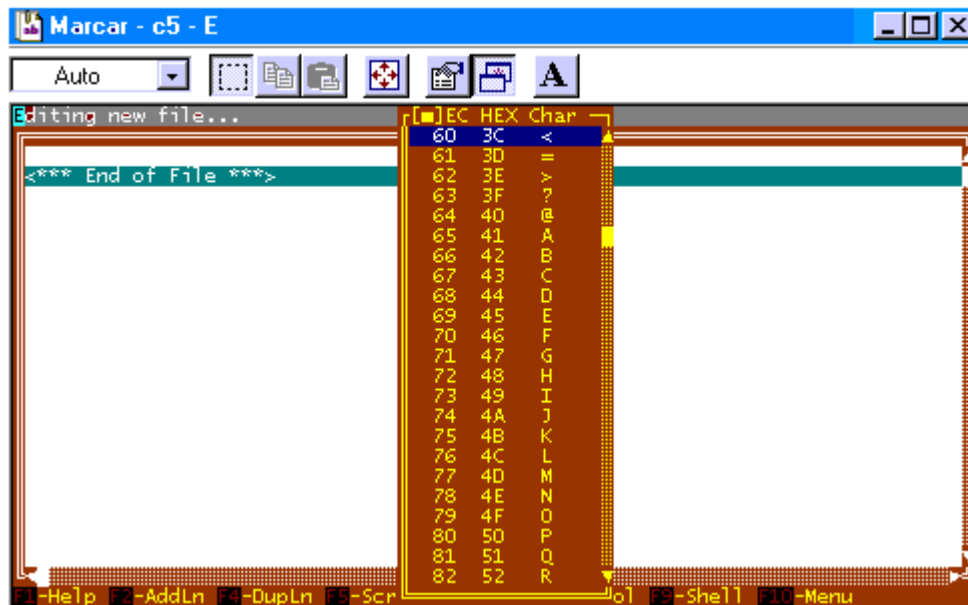 Marcar - c5 - E
Auto
A
Editing new file...
[■]EC HEX Char
60 3C <
<*** End of File ***>
61 3D =
62 3E >
63 3F ?
64 40 @
65 41 A
66 42 B
67 43 C
68 44 D
69 45 E
70 46 F
71 47 G
72 48 H
73 49 I
74 4A J
75 4B K
76 4C L
77 4D M
78 4E N
79 4F O
80 50 P
81 51 Q
82 52 R
F1-Help F2-AddLn F4-DupLn F5-Scr ol F9-Shell F10-Menu